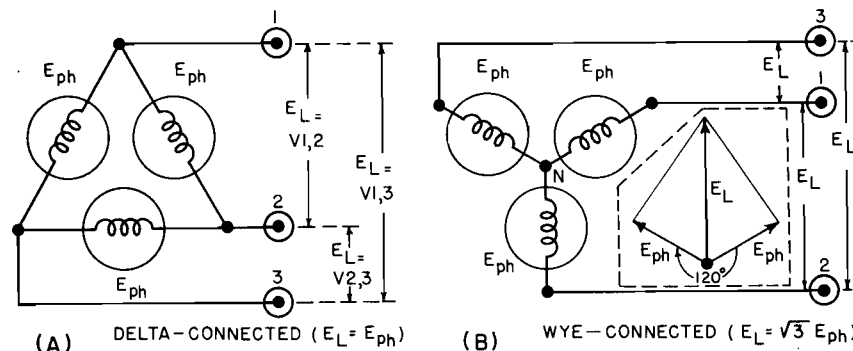 1
E_ph
E_ph
E_L =
V1,2
E_L =
V1,3
2
E_L =
V2,3
E_ph
3
(A) DELTA-CONNECTED (E_L = E_ph)
3
E_ph
E_ph
E_L
1
N
E_L
E_L
E_L
E_ph
E_ph
E_ph
120°
2
(B) WYE-CONNECTED (E_L = √3 E_ph)